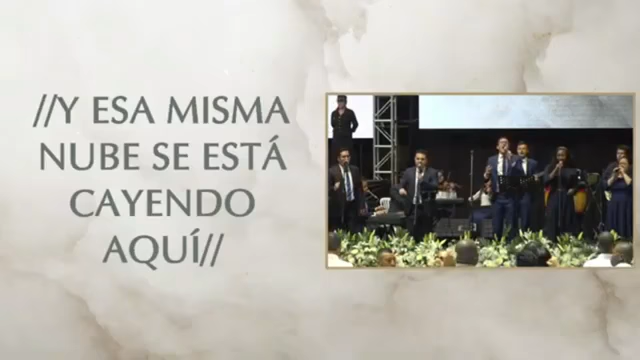 //Y ESA MISMA
NUBE SE ESTÁ
CAYENDO
AQUÍ//